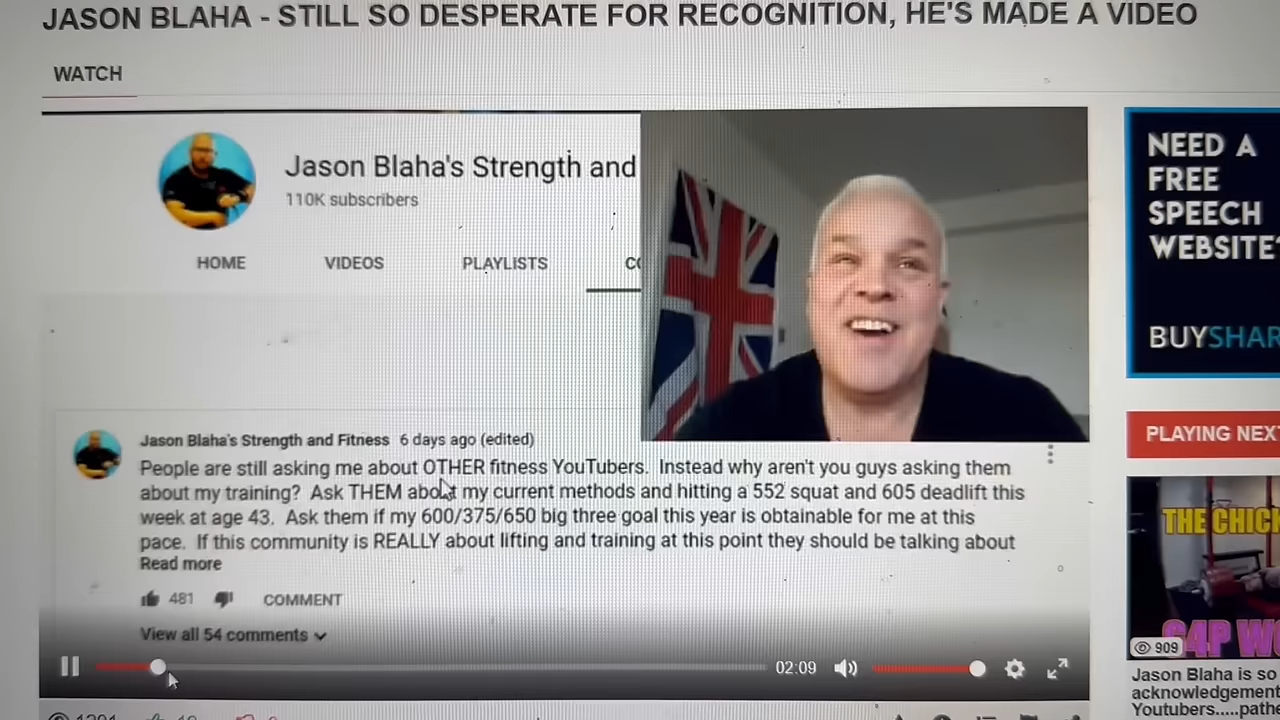 JASON BLAHA - STILL SO DESPERATE FOR RECOGNITION, HE'S MADE A VIDEO
WATCH
Jason Blaha's Strength and
110K subscribers
HOME VIDEOS PLAYLISTS
NEED A
FREE
SPEECH
WEBSITE?
BUYSHAR
Jason Blaha's Strength and Fitness 6 days ago (edited)
People are still asking me about OTHER fitness YouTubers. Instead why aren't you guys asking them
about my training? Ask THEM about my current methods and hitting a 552 squat and 605 deadlift this
week at age 43. Ask them if my 600/375/650 big three goal this year is obtainable for me at this
pace. If this community is REALLY about lifting and training at this point they should be talking about
Read more
481 COMMENT
View all 54 comments
02:09
PLAYING NEX
THE CHIC
G4P W
909
Jason Blaha is so
acknowledgement
Youtubers.....pathe